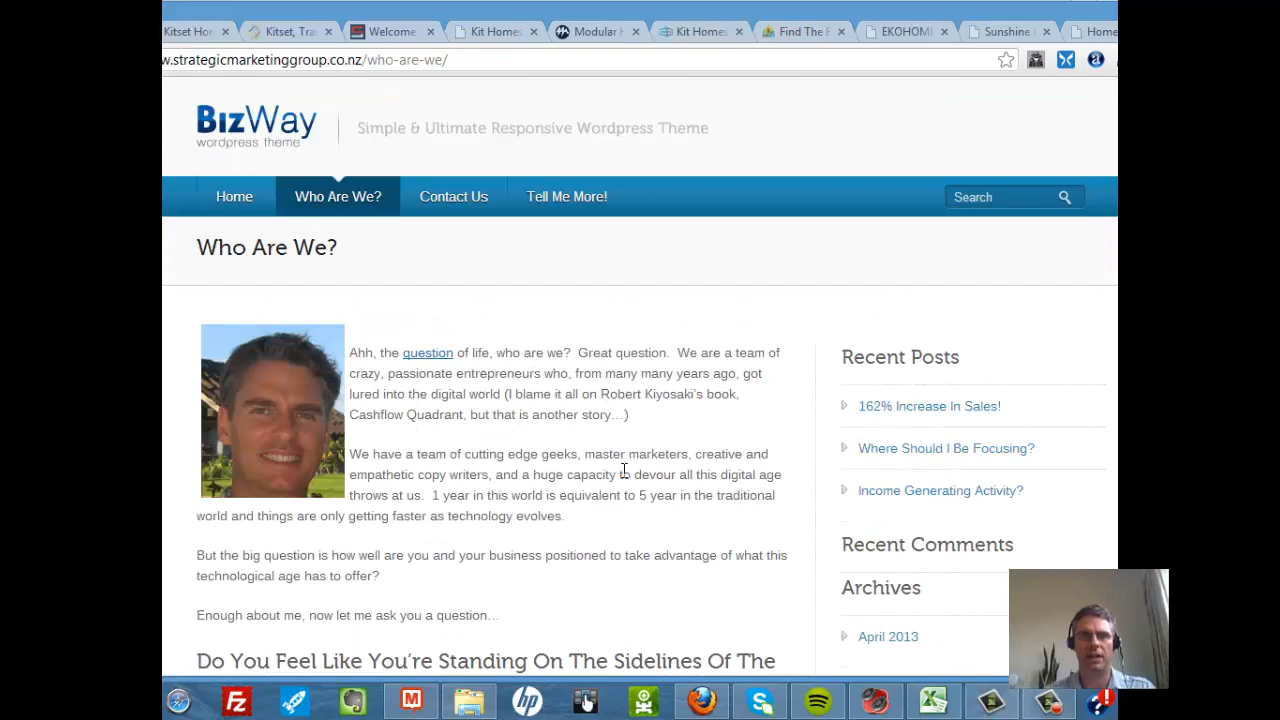 Kitset Hor Kitset, Tra Welcome Kit Homes Modular H Kit Homes Find The F EKOHOM Sunshine Home
w.strategicmarketinggroup.co.nz/who-are-we/
BizWay
wordpress theme
Simple & Ultimate Responsive Wordpress Theme
Home Who Are We? Contact Us Tell Me More! Search
Who Are We?
Ahh, the question of life, who are we? Great question. We are a team of
crazy, passionate entrepreneurs who, from many many years ago, got
lured into the digital world (I blame it all on Robert Kiyosaki's book,
Cashflow Quadrant, but that is another story…)
We have a team of cutting edge geeks, master marketers, creative and
empathetic copy writers, and a huge capacity to devour all this digital age
throws at us. 1 year in this world is equivalent to 5 year in the traditional
world and things are only getting faster as technology evolves.
But the big question is how well are you and your business positioned to take advantage of what this
technological age has to offer?
Enough about me, now let me ask you a question…
Do You Feel Like You're Standing On The Sidelines Of The
Recent Posts
162% Increase In Sales!
Where Should I Be Focusing?
Income Generating Activity?
Recent Comments
Archives
April 2013